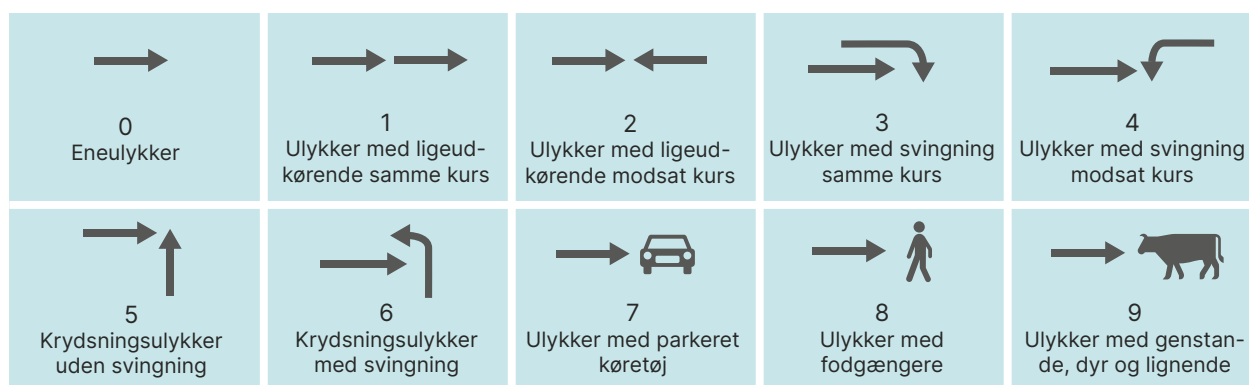 0
Eneulykker
1
Ulykker med ligeud-
kørende samme kurs
2
Ulykker med ligeud-
kørende modsat kurs
3
Ulykker med svingning
samme kurs
4
Ulykker med svingning
modsat kurs
5
Krydsningsulykker
uden svingning
6
Krydsningsulykker
med svingning
7
Ulykker med parkeret
køretøj
8
Ulykker med
fodgængere
9
Ulykker med genstan-
de, dyr og lignende